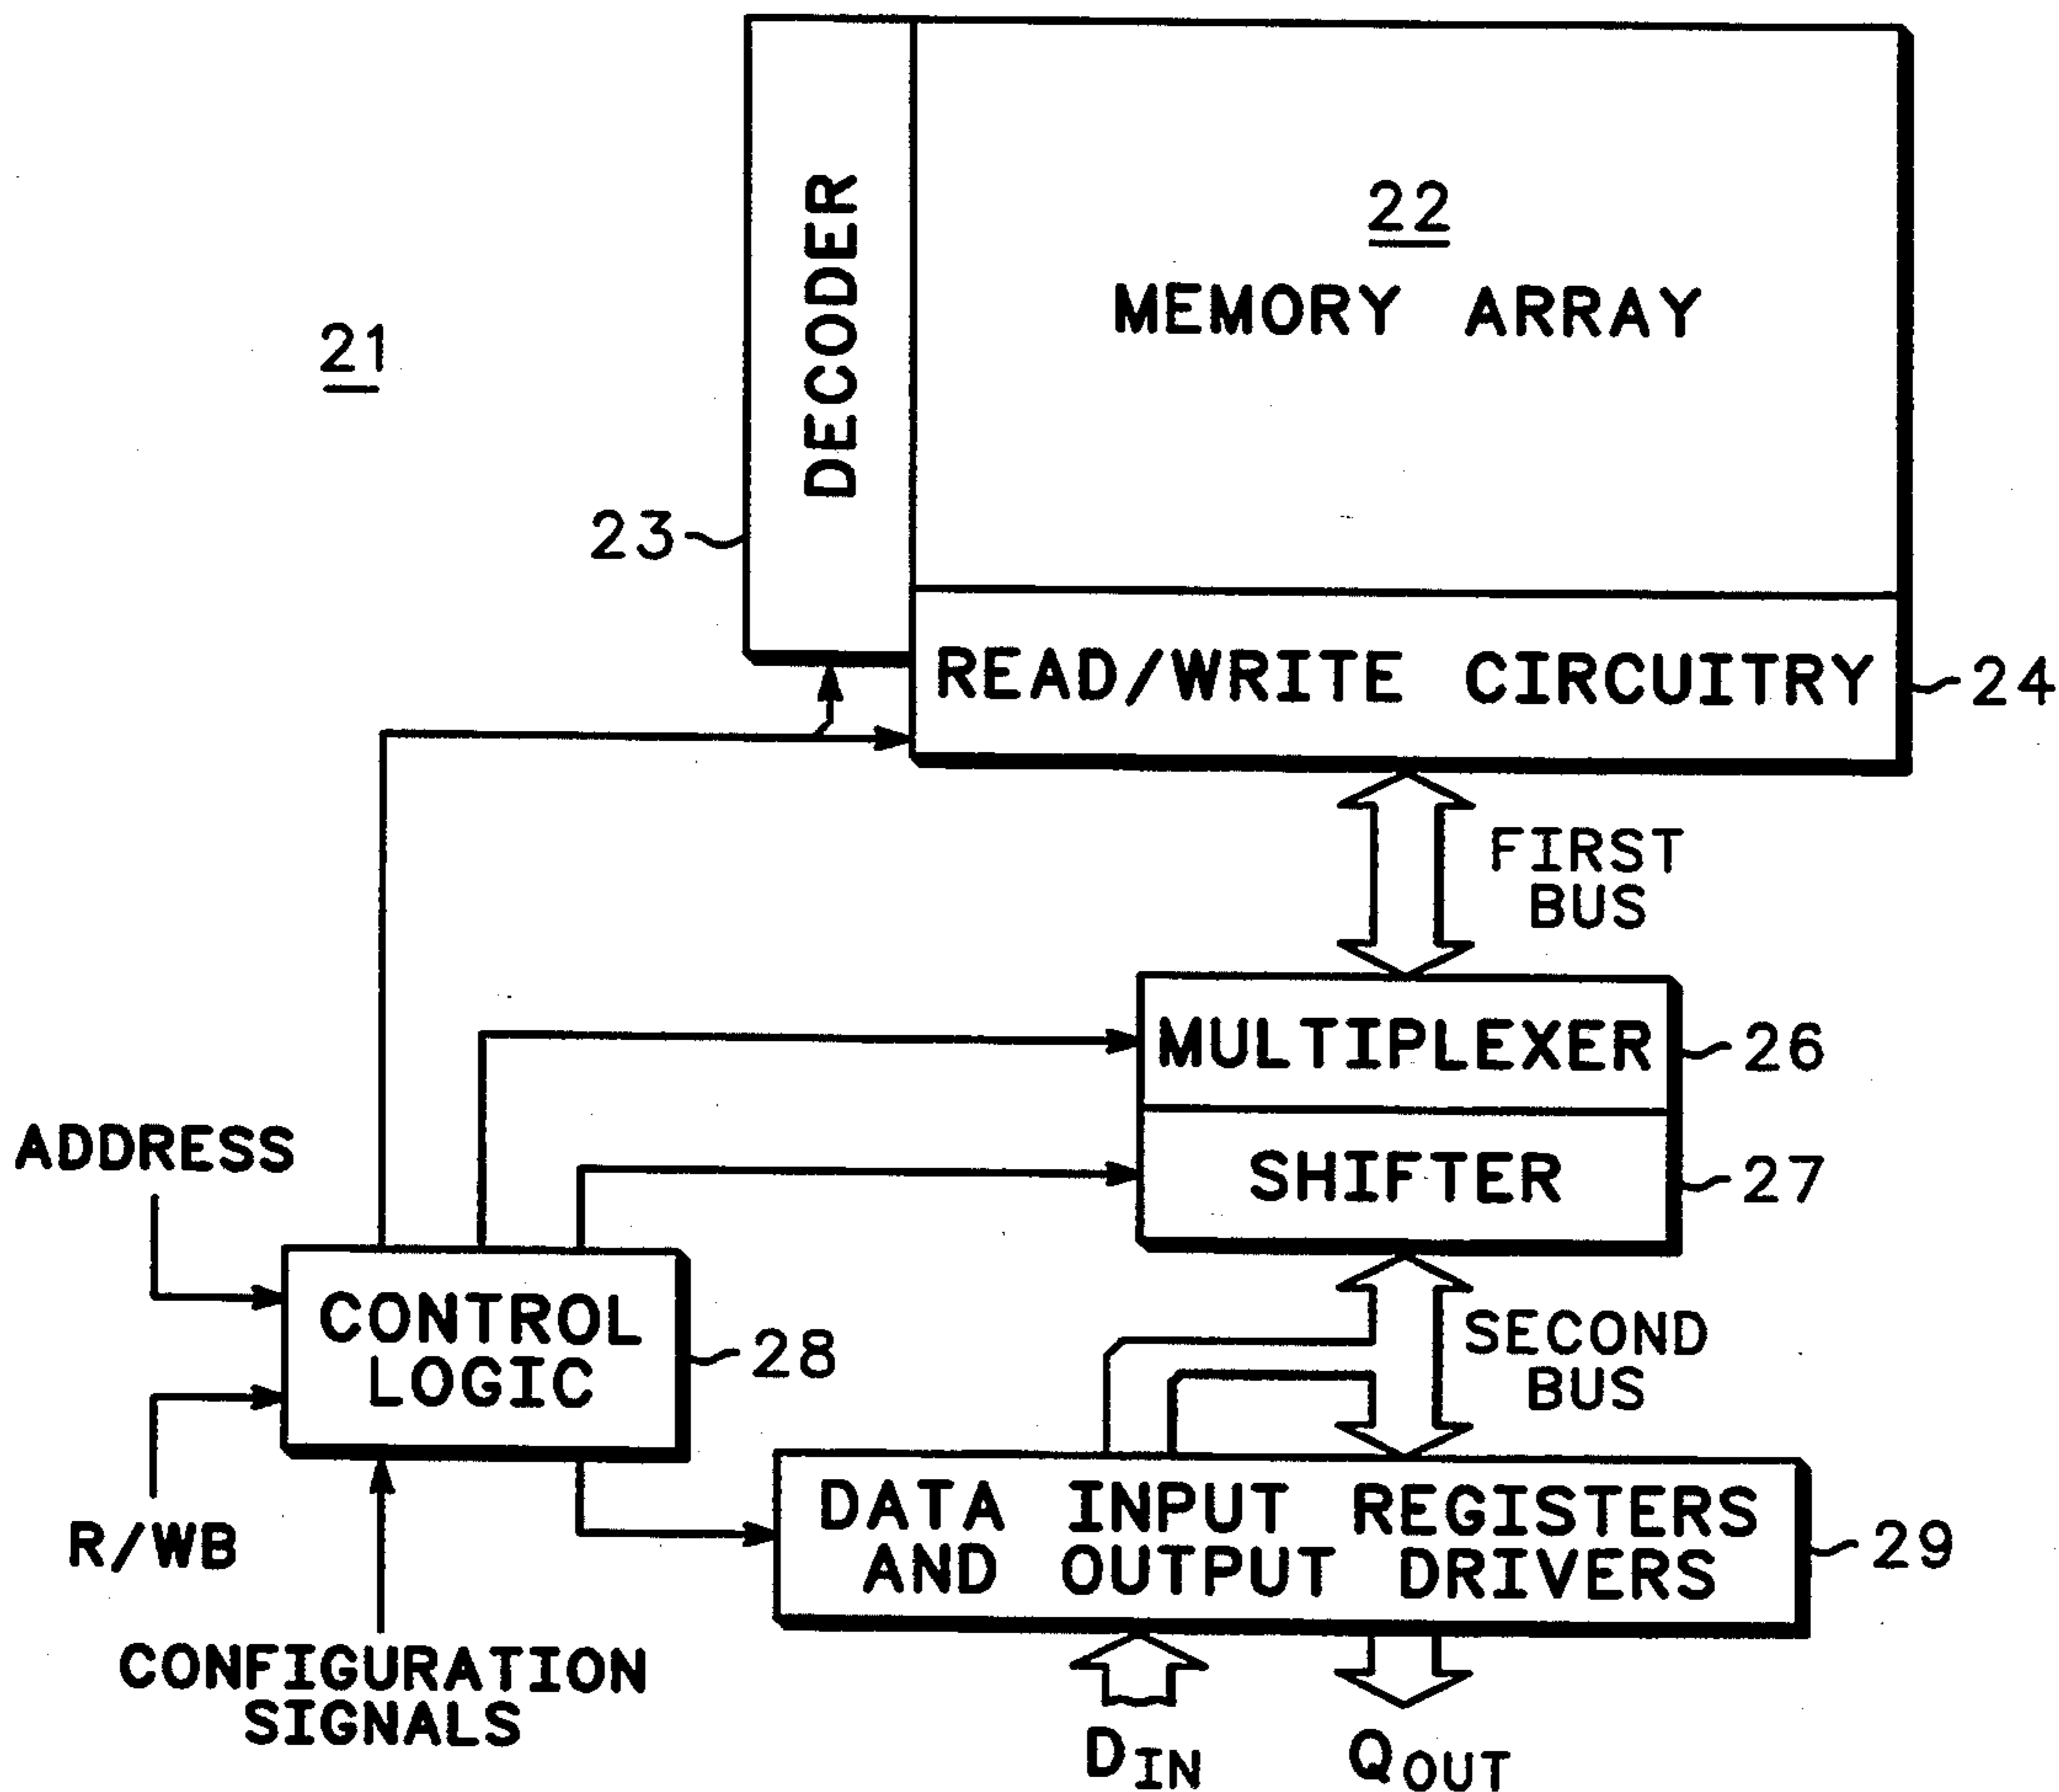 22
MEMORY ARRAY
DECODER
21
23
READ/WRITE CIRCUITRY
24
FIRST
BUS
MULTIPLEXER
26
SHIFTER
27
ADDRESS
CONTROL
LOGIC
28
SECOND
BUS
R/WB
DATA INPUT REGISTERS
AND OUTPUT DRIVERS
29
CONFIGURATION
SIGNALS
DIN
QOUT